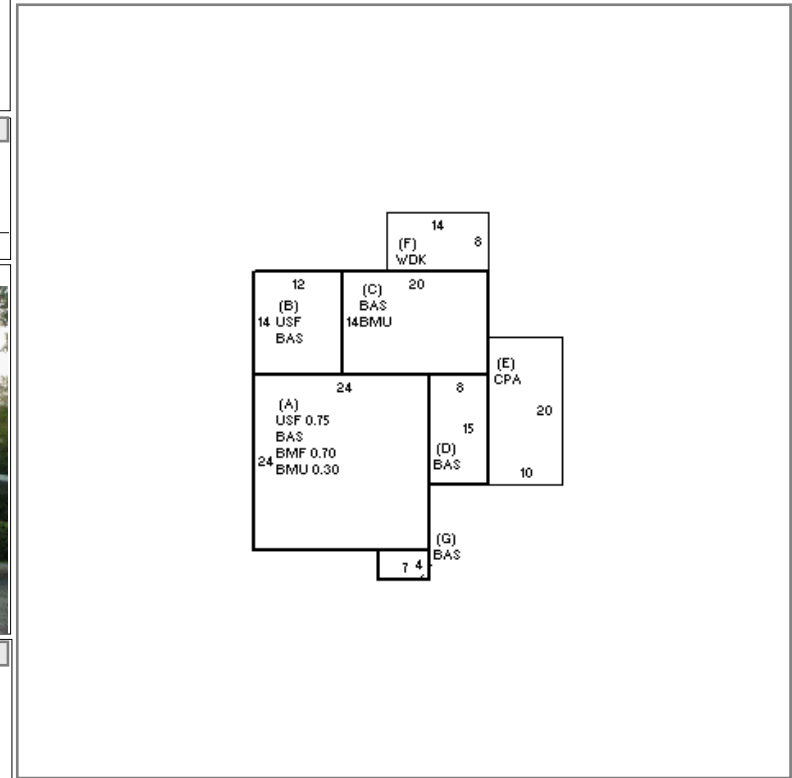 14
(F)
8
WDK
12
(C)
20
(B)
BAS
14 USF
14BMU
BAS
(E)
CPA
24
8
(A)
USF 0.75
20
BAS
15
24 BMF 0.70
(D)
BMU 0.30
BAS
10
(G)
BAS
7 4